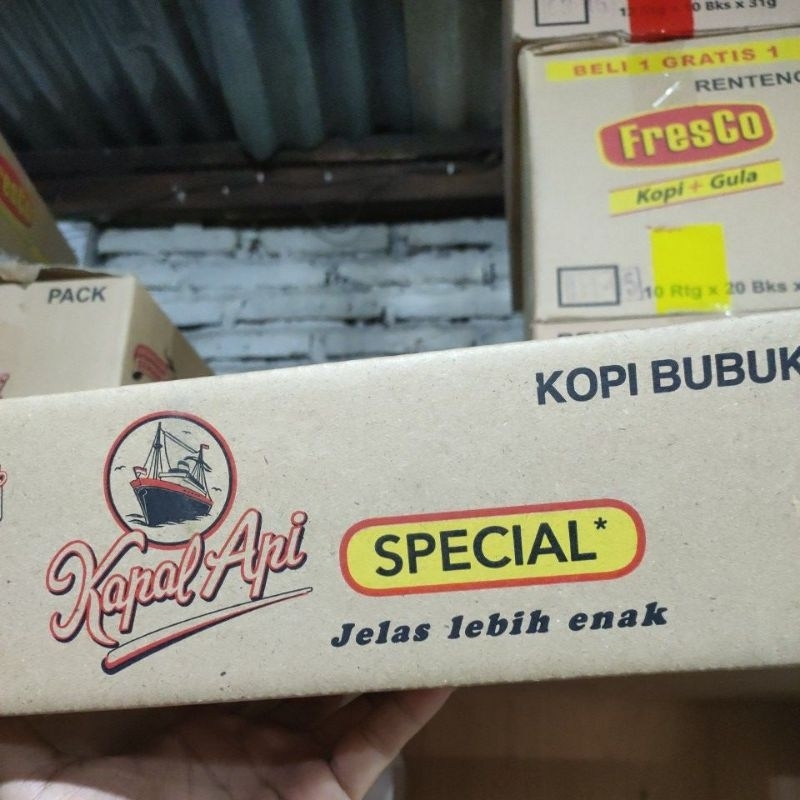 0 Bks x 31g
BELI 1 GRATIS 1
RENTENG
FresCo
Kopi + Gula
10 Rtg x 20 Bks x
PACK
KOPI BUBUK
Kapal Api
SPECIAL*
Jelas lebih enak